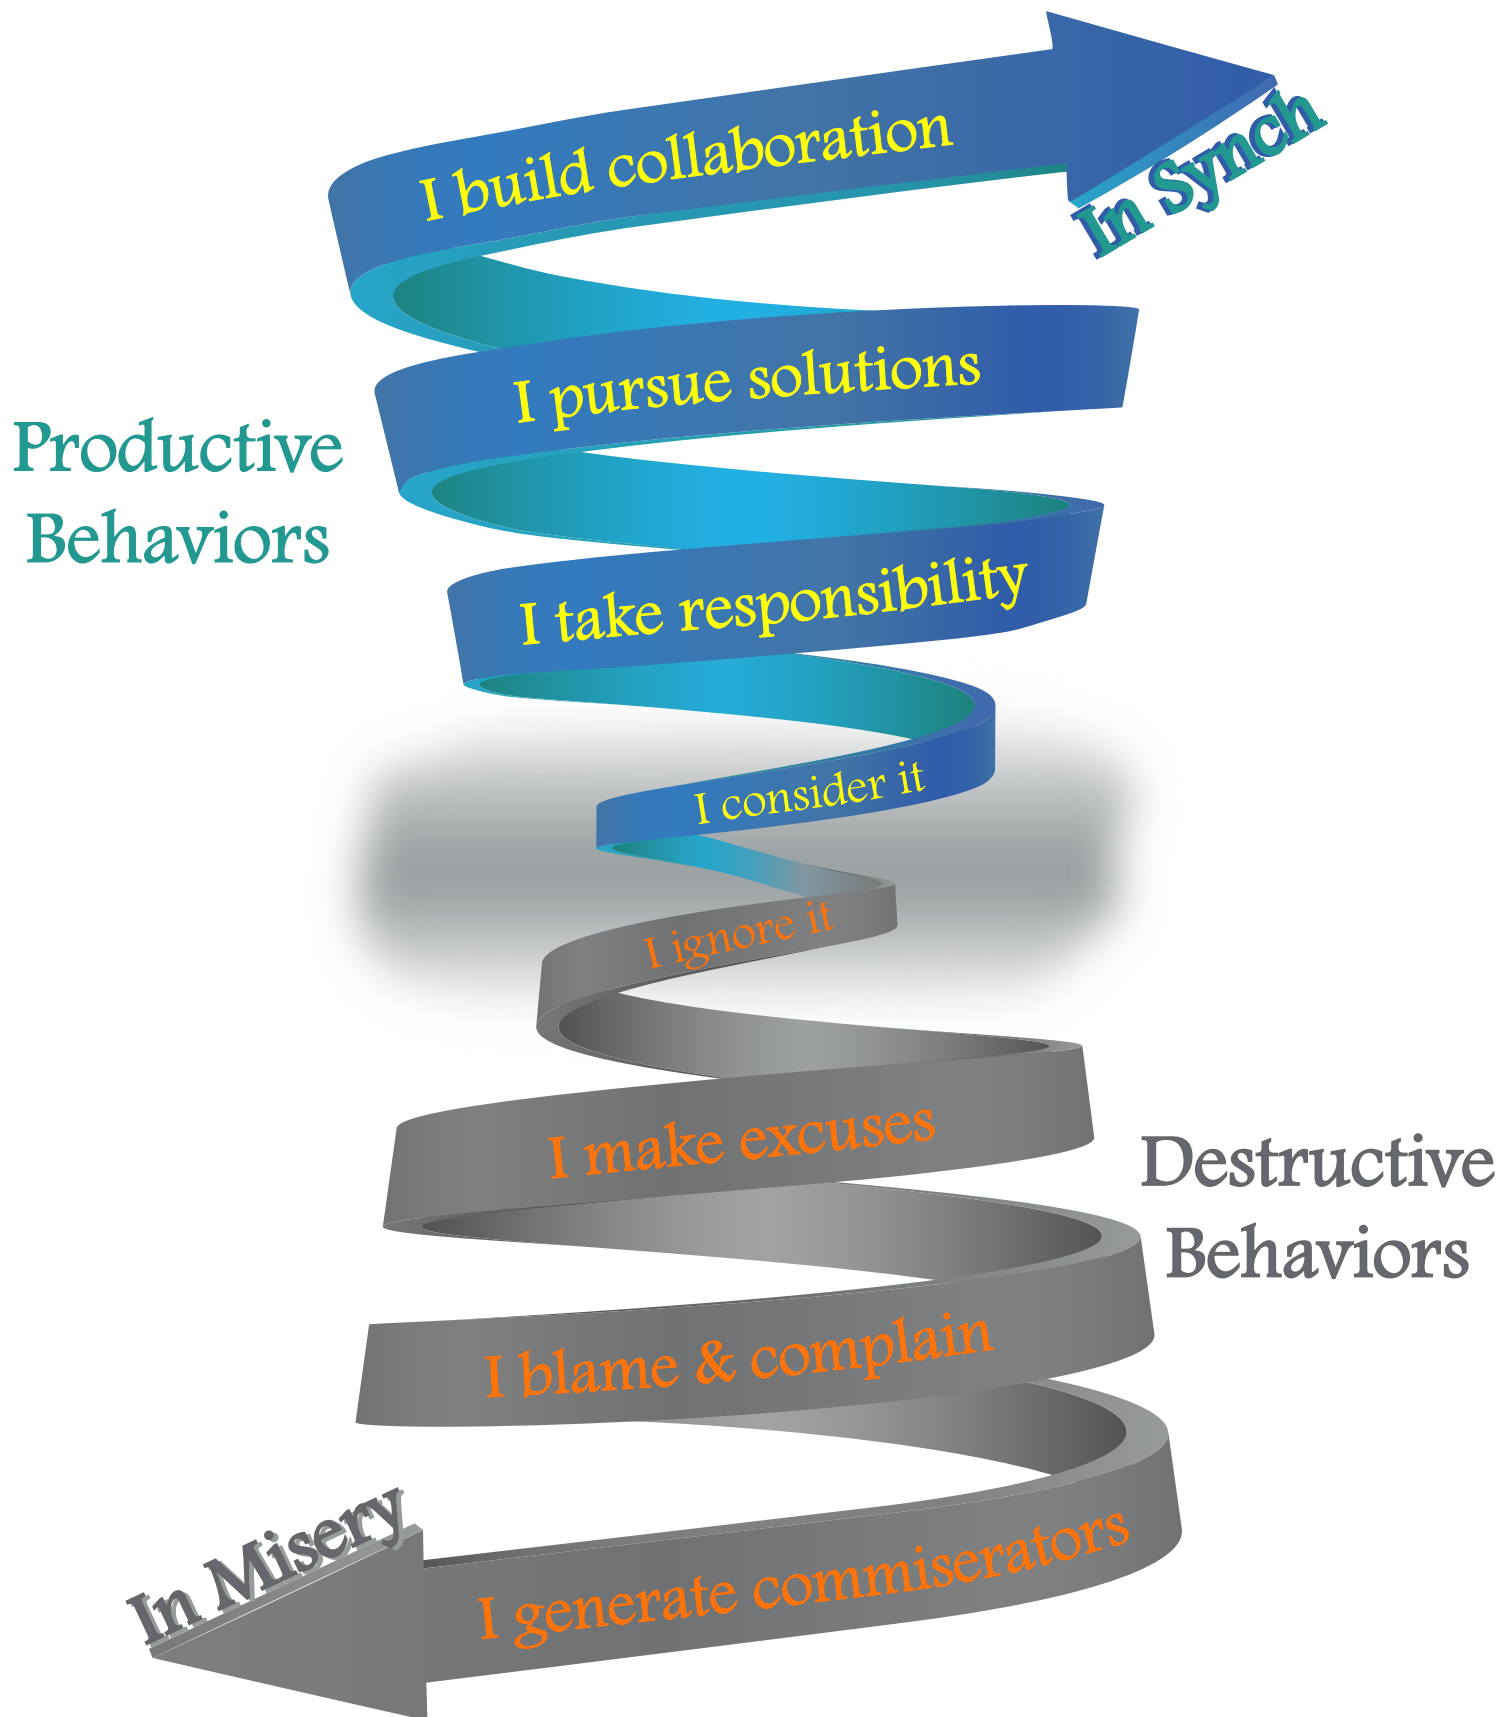 I build collaboration
In Synch
I pursue solutions
Productive
Behaviors
I take responsibility
I consider it
I ignore it
I make excuses
Destructive
Behaviors
I blame & complain
In Misery
I generate commiserators